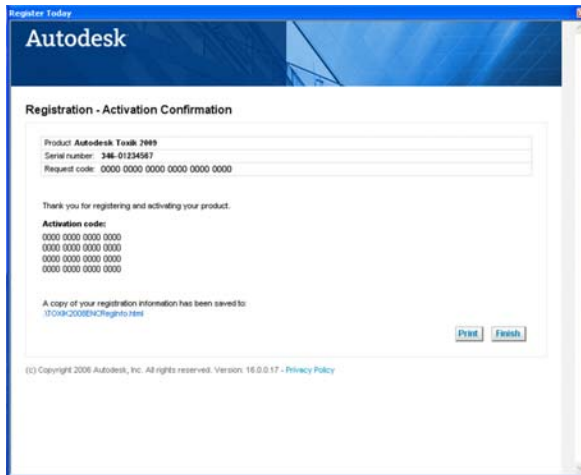 Register Today
Autodesk
Registration - Activation Confirmation
Product Autodesk Toxik 2009
Serial number: 346-01234567
Request code: 0000 0000 0000 0000 0000 0000
Thank you for registering and activating your product.
Activation code:
0000 0000 0000 0000
0000 0000 0000 0000
0000 0000 0000 0000
0000 0000 0000 0000
A copy of your registration information has been saved to:
.\TOXIK2008ENCRegInfo.html
Print Finish
(c) Copyright 2006 Autodesk, Inc. All rights reserved. Version: 16.0.0.17 - Privacy Policy